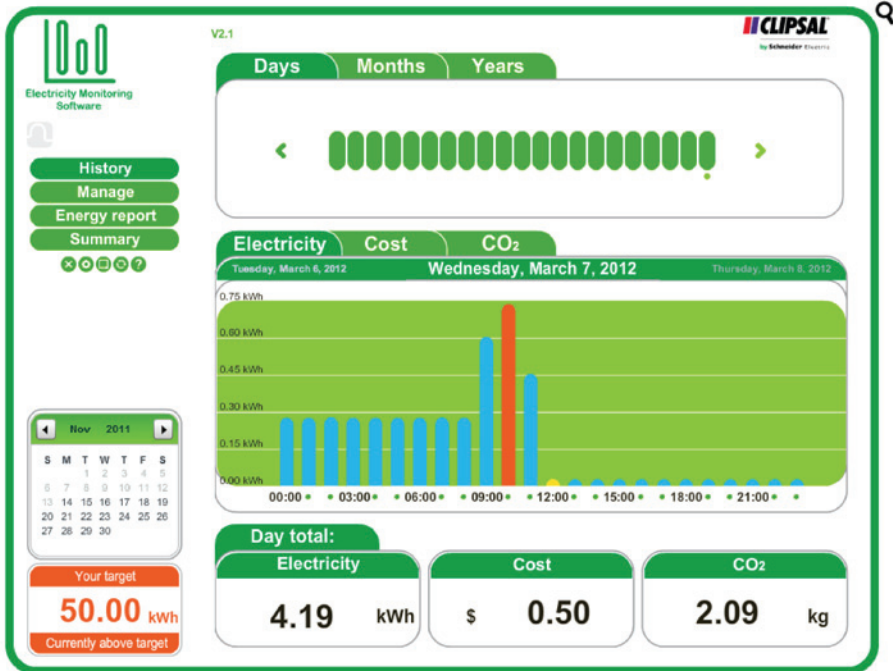 V2.1
CLIPSAL
by Schneider Electric
Electricity Monitoring
Software
Days Months Years
History
Manage
Energy report
Summary
Electricity Cost CO₂
Tuesday, March 6, 2012 Wednesday, March 7, 2012 Thursday, March 8, 2012
0.75 kWh
0.60 kWh
0.45 kWh
0.30 kWh
0.15 kWh
0.00 kWh
00:00 03:00 06:00 09:00 12:00 15:00 18:00 21:00
Nov 2011
S M T W T F S
1 2 3 4 5
6 7 8 9 10 11 12
13 14 15 16 17 18 19
20 21 22 23 24 25 26
27 28 29 30
Your target
50.00 kWh
Currently above target
Day total:
Electricity Cost CO₂
4.19 kWh $ 0.50 2.09 kg